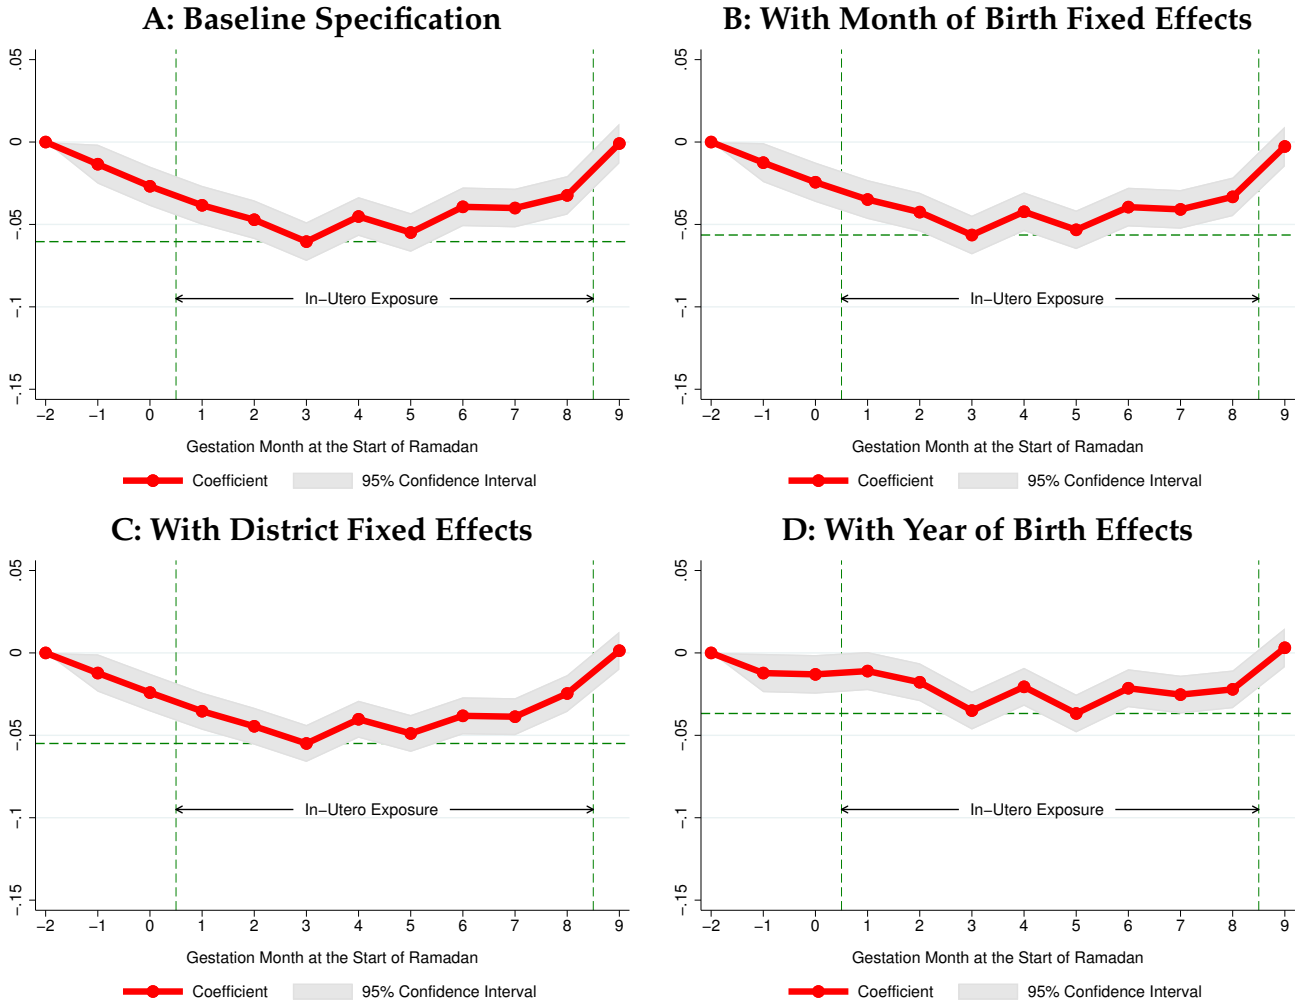 A: Baseline Specification
.05
0
−.05
−.1
−.15
In−Utero Exposure
−2 −1 0 1 2 3 4 5 6 7 8 9
Gestation Month at the Start of Ramadan
Coefficient 95% Confidence Interval
B: With Month of Birth Fixed Effects
.05
0
−.05
−.1
−.15
In−Utero Exposure
−2 −1 0 1 2 3 4 5 6 7 8 9
Gestation Month at the Start of Ramadan
Coefficient 95% Confidence Interval
C: With District Fixed Effects
.05
0
−.05
−.1
−.15
In−Utero Exposure
−2 −1 0 1 2 3 4 5 6 7 8 9
Gestation Month at the Start of Ramadan
Coefficient 95% Confidence Interval
D: With Year of Birth Effects
.05
0
−.05
−.1
−.15
In−Utero Exposure
−2 −1 0 1 2 3 4 5 6 7 8 9
Gestation Month at the Start of Ramadan
Coefficient 95% Confidence Interval